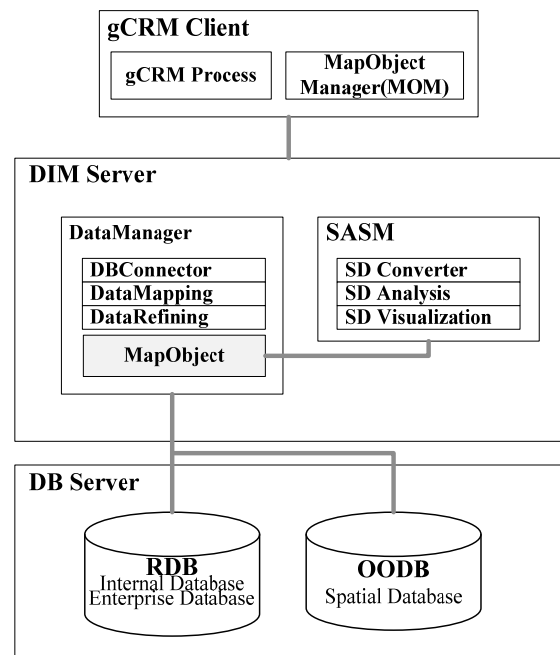 gCRM Client
gCRM Process
MapObject
Manager(MOM)
DIM Server
DataManager
DBConnector
DataMapping
DataRefining
MapObject
SASM
SD Converter
SD Analysis
SD Visualization
DB Server
RDB
Internal Database
Enterprise Database
OODB
Spatial Database